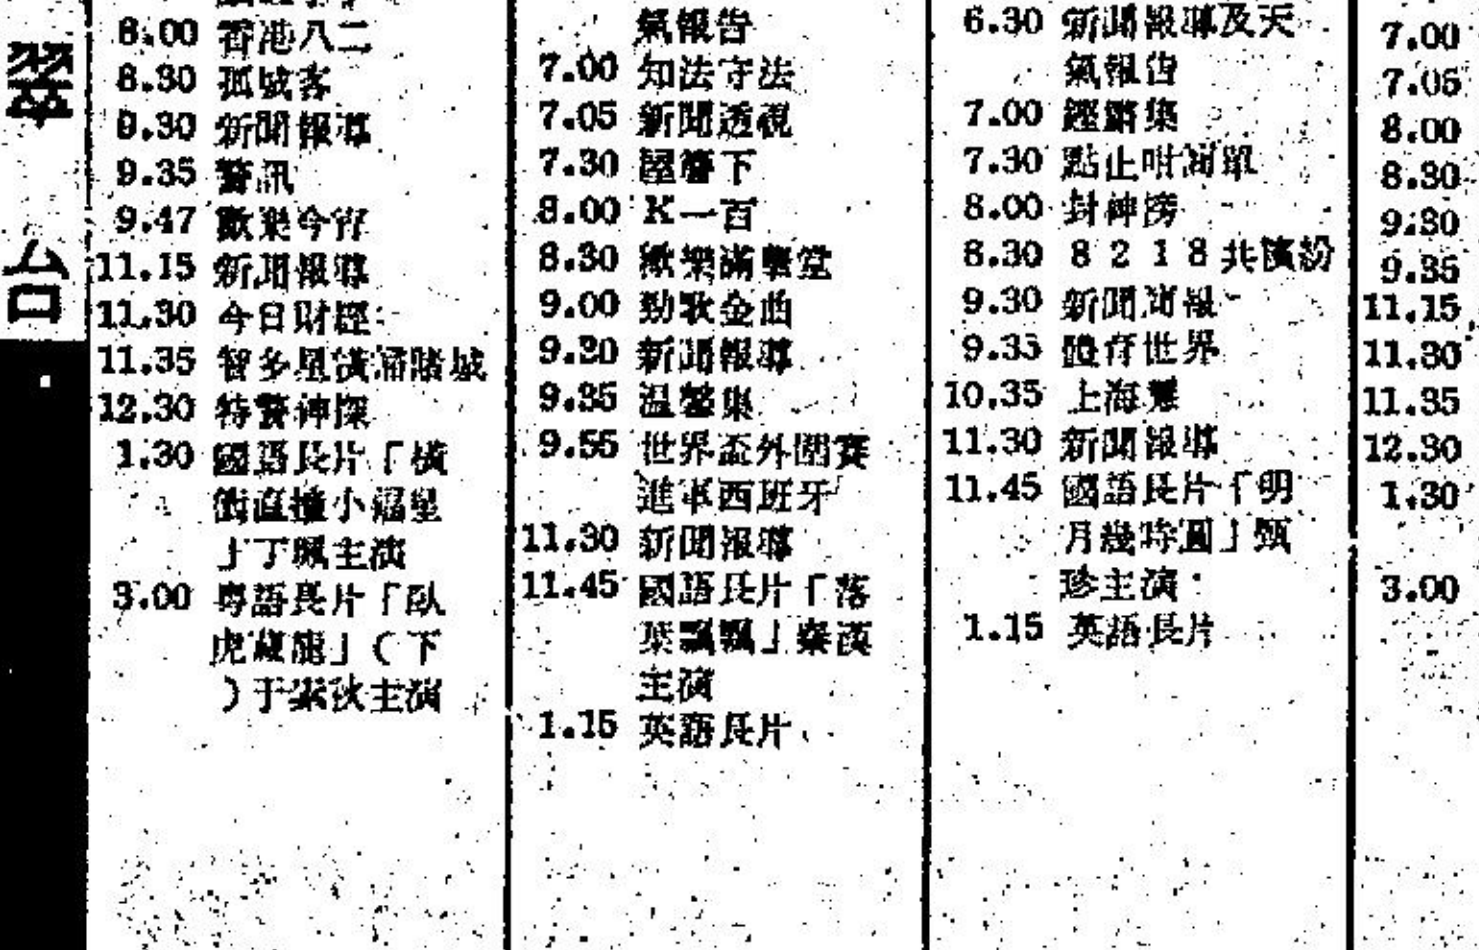 翠
台
8.00 香港八二
8.30 孤城客
9.30 新聞報導
9.35 警訊
9.47 歡樂今宵
11.15 新聞報導
11.30 今日財經
11.35 智多星橫掃賭城
12.30 特警神探
1.30 國語長片「橫
衝直撞小福星
」丁珮主演
3.00 粵語長片「臥
虎藏龍」(下
)于素秋主演
氣報告
7.00 知法守法
7.05 新聞透視
7.30 屋簷下
8.00 K一百
8.30 歡樂滿華堂
9.00 勁歌金曲
9.20 新聞報導
9.35 温馨集
9.55 世界盃外圍賽
進軍西班牙
11.30 新聞報導
11.45 國語長片「落
葉飄飄」秦漢
主演
1.15 英語長片
6.30 新聞報導及天
氣報告
7.00 鏗鏘集
7.30 點止咁簡單
8.00 封神榜
8.30 8218共繽紛
9.30 新聞簡報
9.35 體育世界
10.35 上海灘
11.30 新聞報導
11.45 國語長片「明
月幾時圓」甄
珍主演
1.15 英語長片
7.00
7.05
8.00
8.30
9.30
9.35
11.15
11.30
11.35
12.30
1.30
3.00